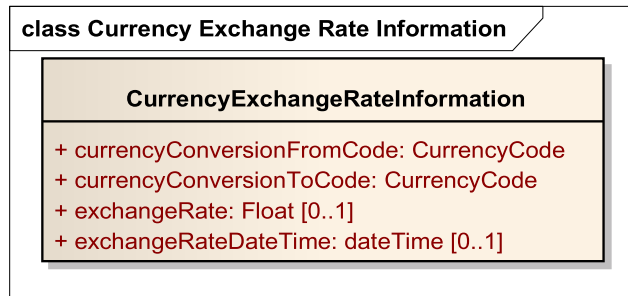 class Currency Exchange Rate Information
CurrencyExchangeRateInformation
+ currencyConversionFromCode: CurrencyCode
+ currencyConversionToCode: CurrencyCode
+ exchangeRate: Float [0..1]
+ exchangeRateDateTime: dateTime [0..1]